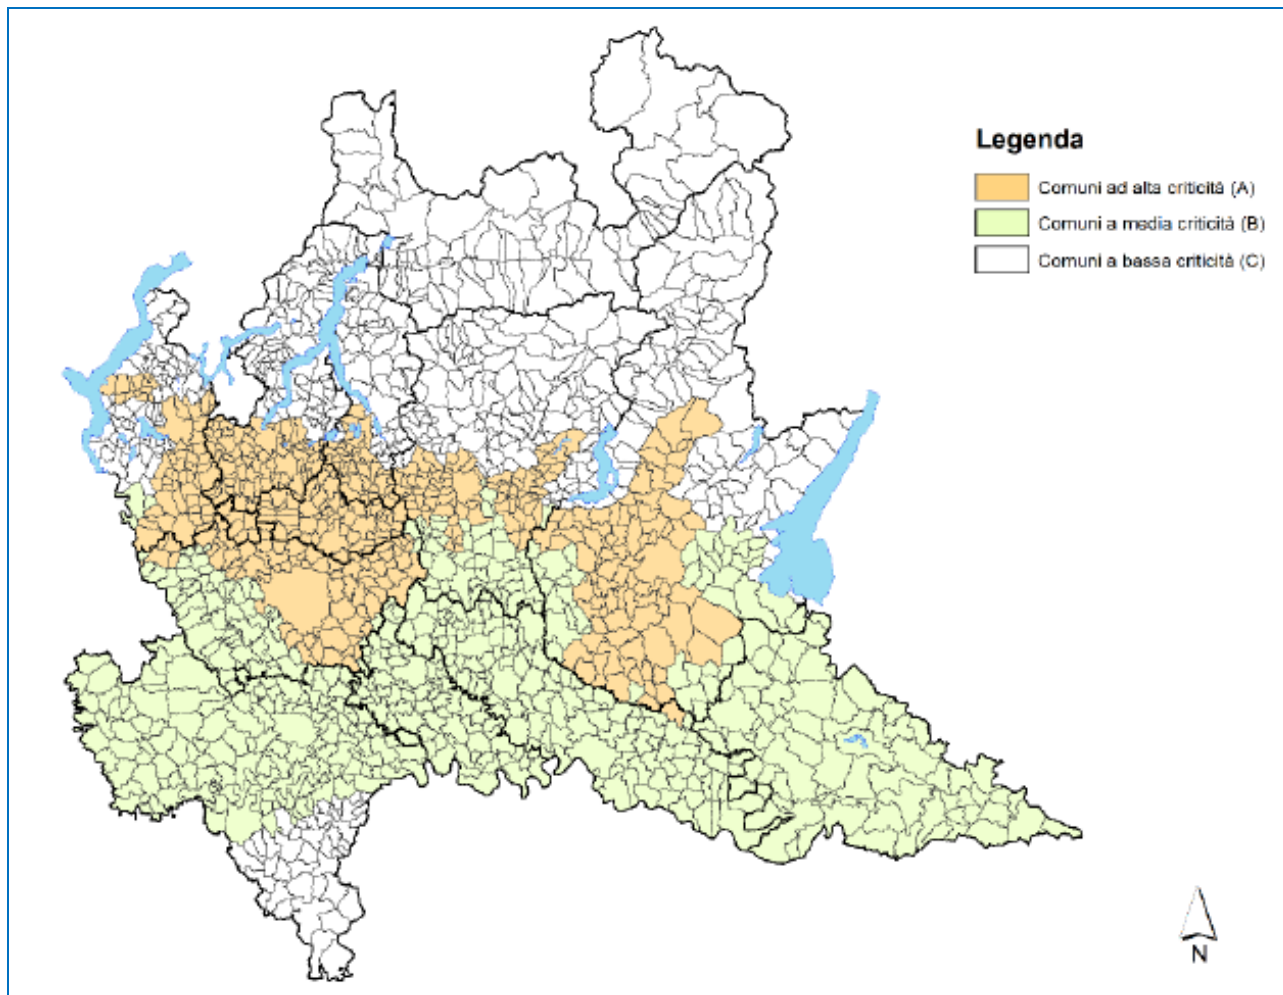 Legenda
Comuni ad alta criticità (A)
Comuni a media criticità (B)
Comuni a bassa criticità (C)
N